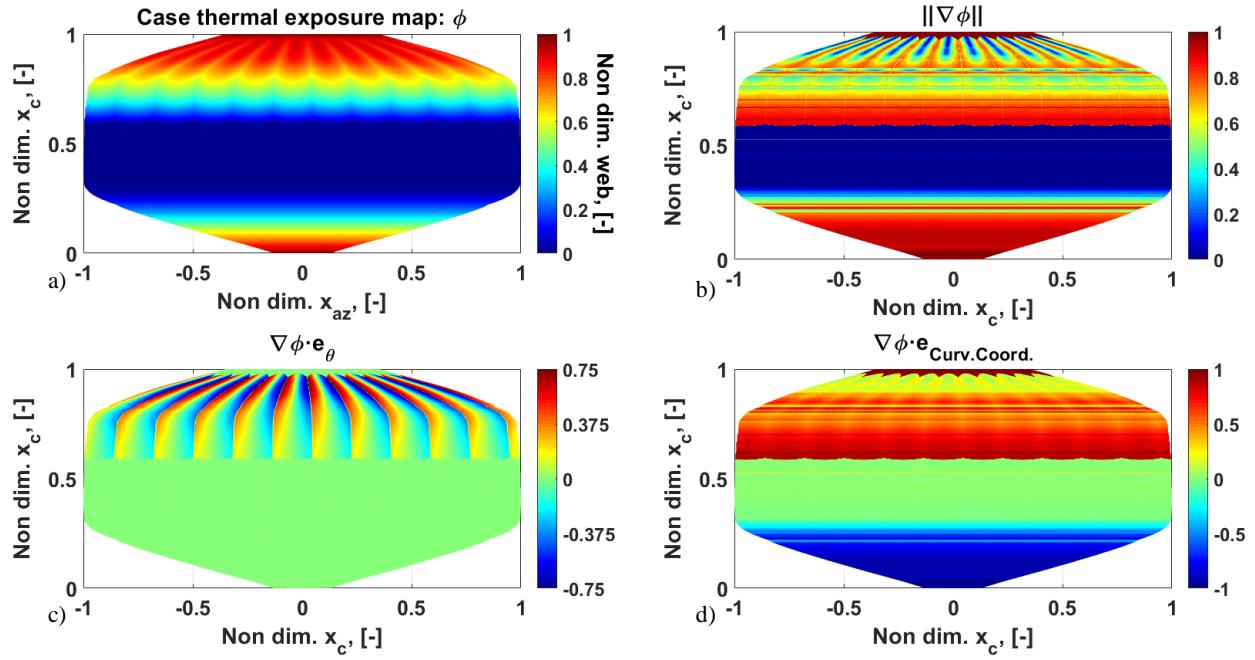 Case thermal exposure map: ϕ
1
0.5
0
Non dim. x_c, [-]
-1 -0.5 0 0.5 1
Non dim. x_az, [-]
1
0.8
0.6
0.4
0.2
0
Non dim. web, [-]
a)
||∇ϕ||
1
0.5
0
Non dim. x_c, [-]
-1 -0.5 0 0.5 1
Non dim. x_c, [-]
1
0.8
0.6
0.4
0.2
0
b)
∇ϕ·e_θ
1
0.5
0
Non dim. x_c, [-]
-1 -0.5 0 0.5 1
Non dim. x_c, [-]
0.75
0.375
0
-0.375
-0.75
c)
∇ϕ·e_Curv.Coord.
1
0.5
0
Non dim. x_c, [-]
-1 -0.5 0 0.5 1
Non dim. x_c, [-]
1
0.5
0
-0.5
-1
d)